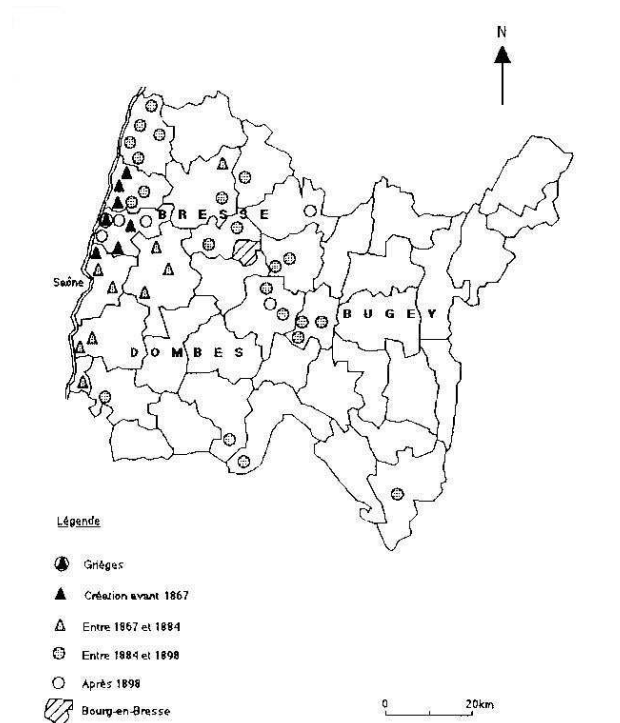 N
B R E S S E
Saône
B U G E Y
D O M B E S
Légende
Grièges
Création avant 1867
Entre 1867 et 1884
Entre 1884 et 1898
Après 1898
Bourg-en-Bresse
0 20km